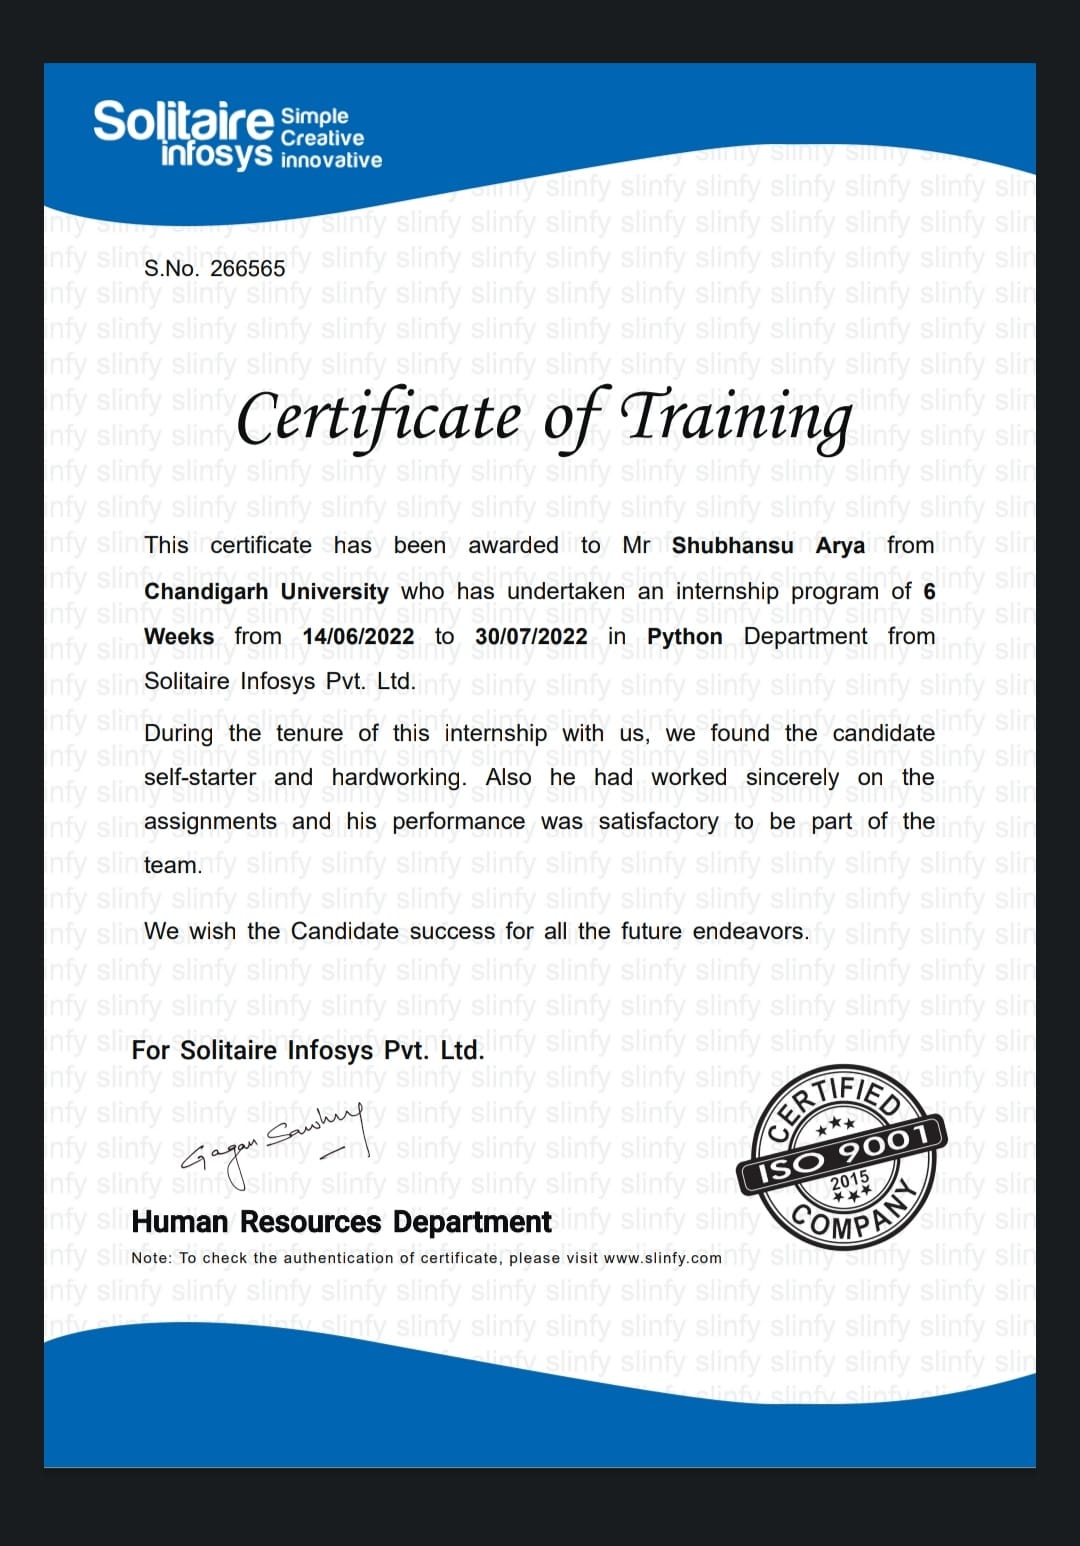 Solitaire
infosys
Simple
Creative
innovative
S.No. 266565
Certificate of Training
This certificate has been awarded to Mr Shubhansu Arya from
Chandigarh University who has undertaken an internship program of 6
Weeks from 14/06/2022 to 30/07/2022 in Python Department from
Solitaire Infosys Pvt. Ltd.
During the tenure of this internship with us, we found the candidate
self-starter and hardworking. Also he had worked sincerely on the
assignments and his performance was satisfactory to be part of the
team.
We wish the Candidate success for all the future endeavors.
For Solitaire Infosys Pvt. Ltd.
Gagan Sawhney
Human Resources Department
Note: To check the authentication of certificate, please visit www.slinfy.com
CERTIFIED
ISO 9001
2015
COMPANY